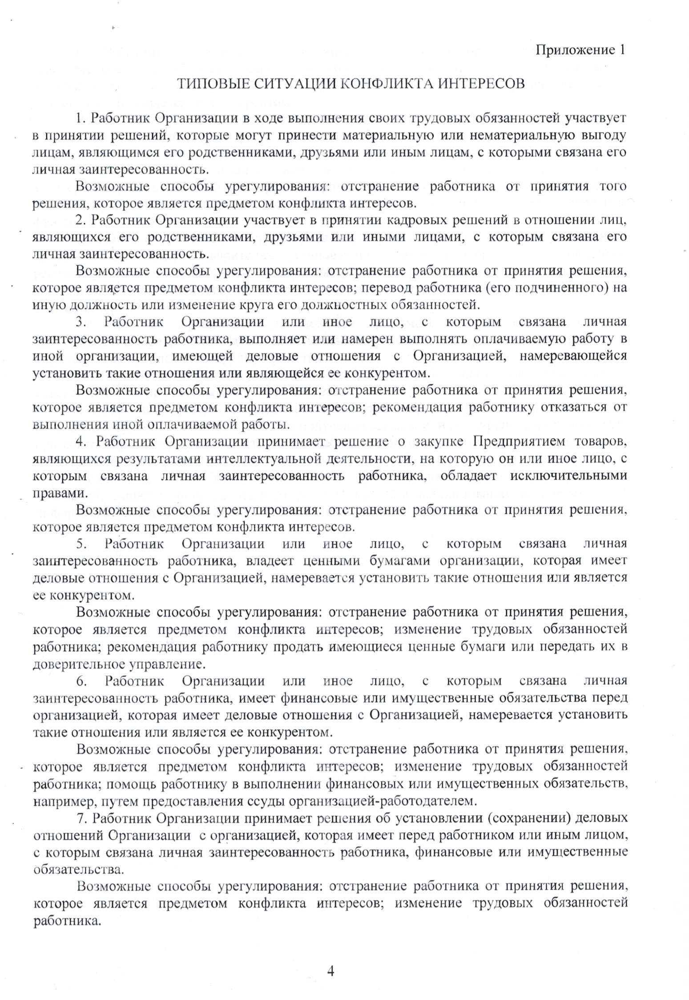 Приложение 1
ТИПОВЫЕ СИТУАЦИИ КОНФЛИКТА ИНТЕРЕСОВ
1. Работник Организации в ходе выполнения своих трудовых обязанностей участвует
в принятии решений, которые могут принести материальную или нематериальную выгоду
лицам, являющимся его родственниками, друзьями или иным лицам, с которыми связана его
личная заинтересованность.
Возможные способы урегулирования: отстранение работника от принятия того
решения, которое является предметом конфликта интересов.
2. Работник Организации участвует в принятии кадровых решений в отношении лиц,
являющихся его родственниками, друзьями или иными лицами, с которым связана его
личная заинтересованность.
Возможные способы урегулирования: отстранение работника от принятия решения,
которое является предметом конфликта интересов; перевод работника (его подчиненного) на
иную должность или изменение круга его должностных обязанностей.
3. Работник Организации или иное лицо, с которым связана личная
заинтересованность работника, выполняет или намерен выполнять оплачиваемую работу в
иной организации, имеющей деловые отношения с Организацией, намеревающейся
установить такие отношения или являющейся ее конкурентом.
Возможные способы урегулирования: отстранение работника от принятия решения,
которое является предметом конфликта интересов; рекомендация работнику отказаться от
выполнения иной оплачиваемой работы.
4. Работник Организации принимает решение о закупке Предприятием товаров,
являющихся результатами интеллектуальной деятельности, на которую он или иное лицо, с
которым связана личная заинтересованность работника, обладает исключительными
правами.
Возможные способы урегулирования: отстранение работника от принятия решения,
которое является предметом конфликта интересов.
5. Работник Организации или иное лицо, с которым связана личная
заинтересованность работника, владеет ценными бумагами организации, которая имеет
деловые отношения с Организацией, намеревается установить такие отношения или является
ее конкурентом.
Возможные способы урегулирования: отстранение работника от принятия решения,
которое является предметом конфликта интересов; изменение трудовых обязанностей
работника; рекомендация работнику продать имеющиеся ценные бумаги или передать их в
доверительное управление.
6. Работник Организации или иное лицо, с которым связана личная
заинтересованность работника, имеет финансовые или имущественные обязательства перед
организацией, которая имеет деловые отношения с Организацией, намеревается установить
такие отношения или является ее конкурентом.
Возможные способы урегулирования: отстранение работника от принятия решения,
которое является предметом конфликта интересов; изменение трудовых обязанностей
работника; помощь работнику в выполнении финансовых или имущественных обязательств,
например, путем предоставления ссуды организацией-работодателем.
7. Работник Организации принимает решения об установлении (сохранении) деловых
отношений Организации с организацией, которая имеет перед работником или иным лицом,
с которым связана личная заинтересованность работника, финансовые или имущественные
обязательства.
Возможные способы урегулирования: отстранение работника от принятия решения,
которое является предметом конфликта интересов; изменение трудовых обязанностей
работника.
4